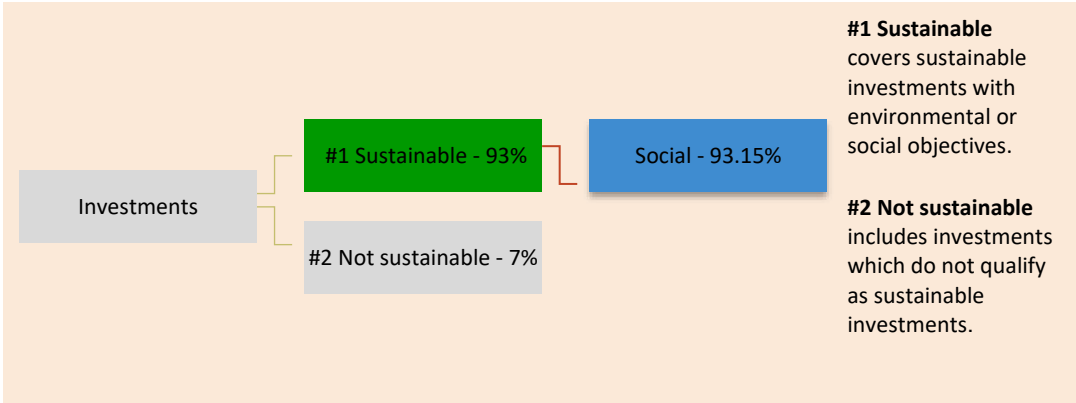 Investments
#1 Sustainable - 93%
#2 Not sustainable - 7%
Social - 93.15%
#1 Sustainable
covers sustainable
investments with
environmental or
social objectives.
#2 Not sustainable
includes investments
which do not qualify
as sustainable
investments.